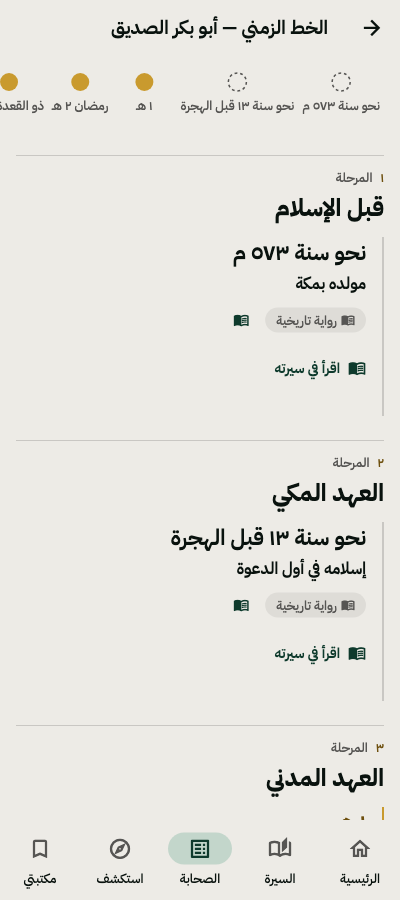 الخط الزمني — أبو بكر الصديق
نحو سنة ٥٧٣ م
نحو سنة ١٣ قبل الهجرة
١ هـ
رمضان ٢ هـ
ذو القعدة
١ المرحلة
قبل الإسلام
نحو سنة ٥٧٣ م
مولده بمكة
رواية تاريخية
اقرأ في سيرته
٢ المرحلة
العهد المكي
نحو سنة ١٣ قبل الهجرة
إسلامه في أول الدعوة
رواية تاريخية
اقرأ في سيرته
٣ المرحلة
العهد المدني
الرئيسية
السيرة
الصحابة
استكشف
مكتبتي